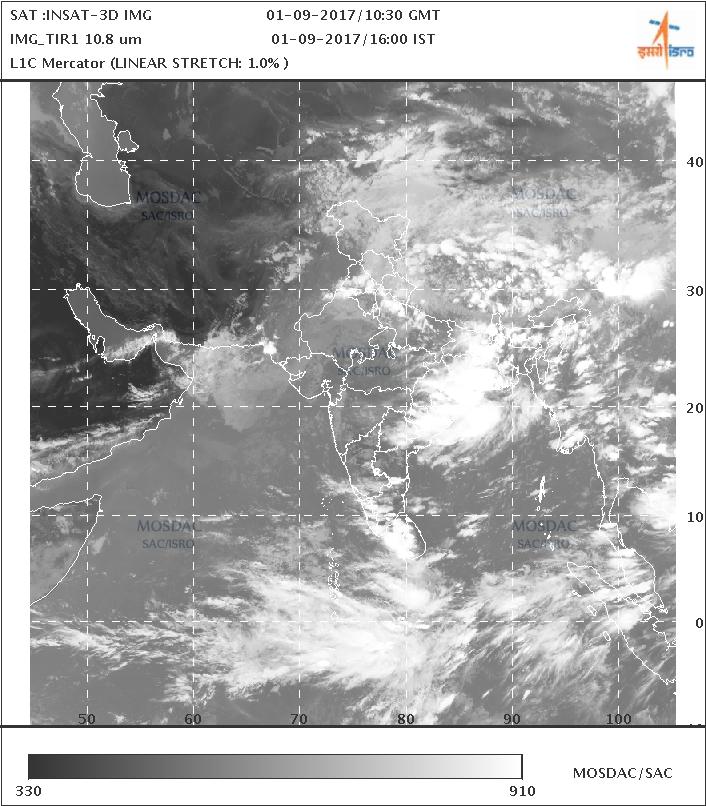 SAT :INSAT-3D IMG
01-09-2017/10:30 GMT
IMG_TIR1 10.8 um
01-09-2017/16:00 IST
L1C Mercator (LINEAR STRETCH: 1.0% )
इसरो isro
40
MOSDAC
SAC/ISRO
MOSDAC
SAC/ISRO
30
MOSDAC
SAC/ISRO
20
10
MOSDAC
SAC/ISRO
MOSDAC
SAC/ISRO
0
50 60 70 80 90 100
330
910
MOSDAC/SAC